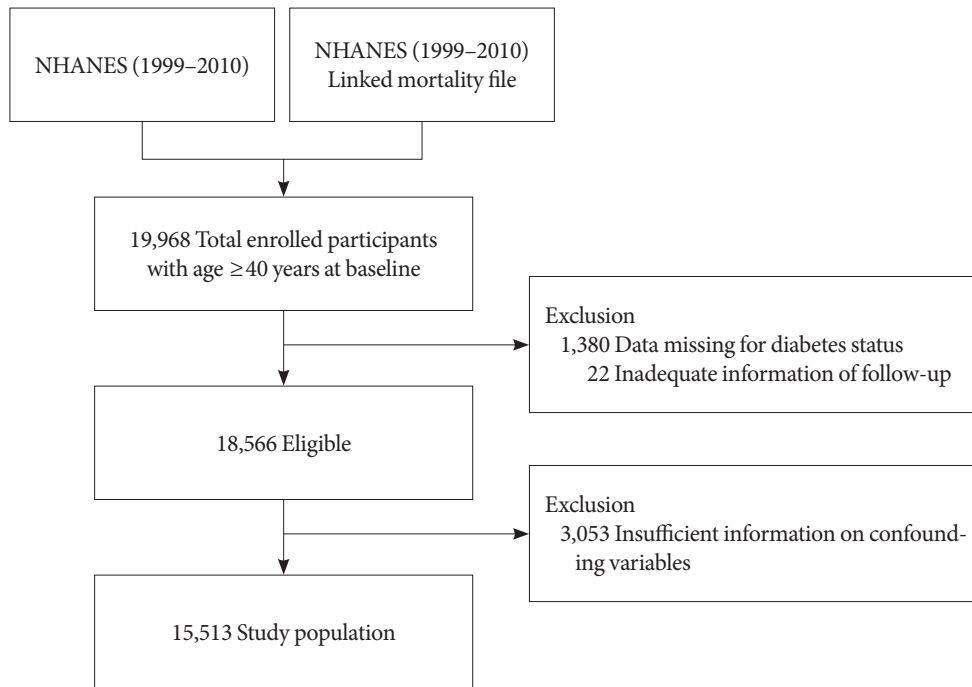 NHANES (1999–2010)
NHANES (1999–2010)
Linked mortality file
19,968 Total enrolled participants
with age ≥40 years at baseline
Exclusion
1,380 Data missing for diabetes status
22 Inadequate information of follow-up
18,566 Eligible
Exclusion
3,053 Insufficient information on confound-
ing variables
15,513 Study population